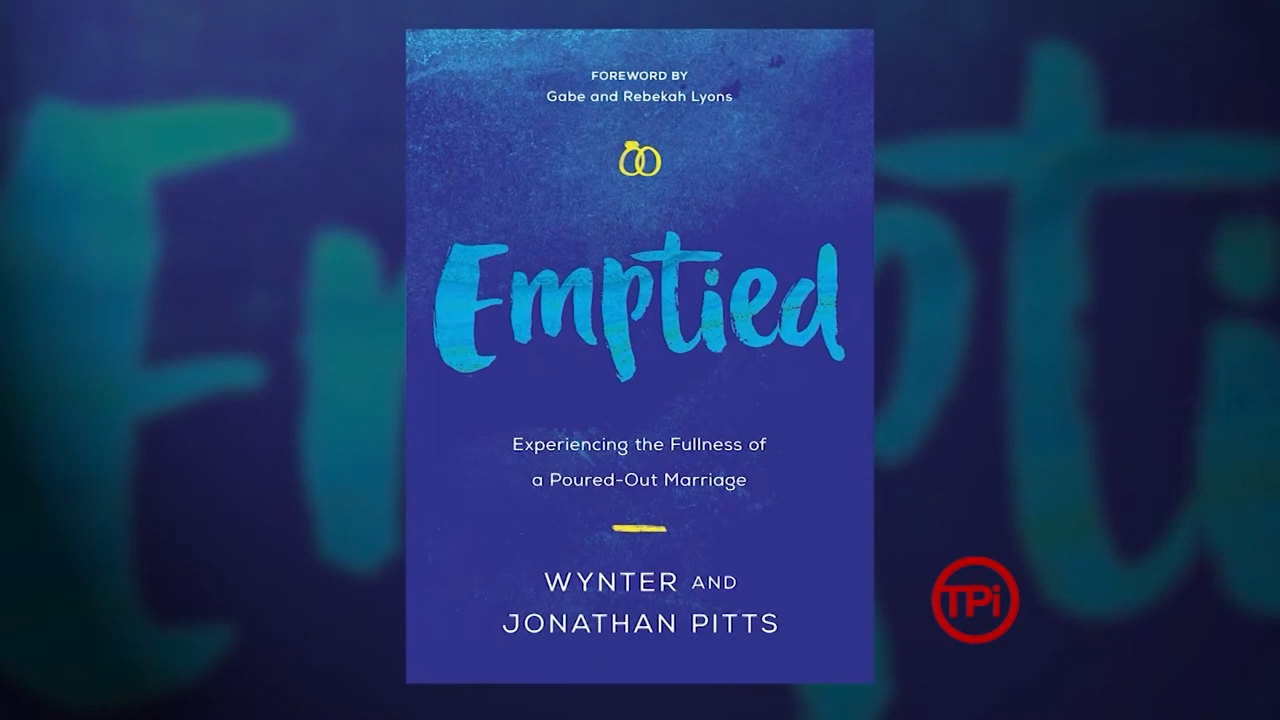 FOREWORD BY
Gabe and Rebekah Lyons
Emptied
Experiencing the Fullness of
a Poured-Out Marriage
WYNTER AND
JONATHAN PITTS
TPi